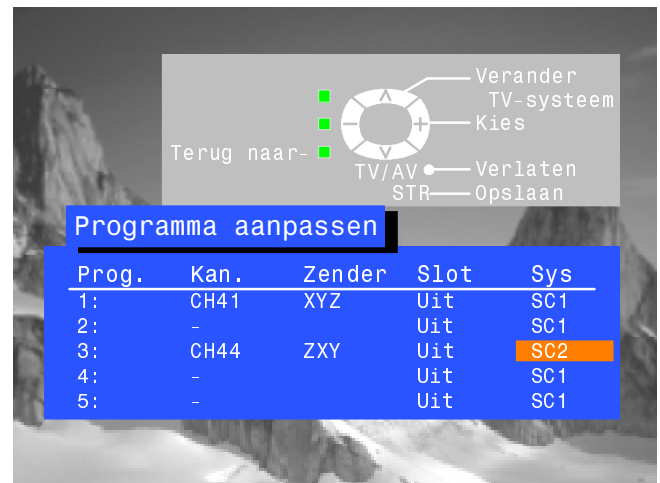 Verander
TV-systeem
Kies
Terug naar-
TV/AV Verlaten
STR Opslaan
Programma aanpassen
Prog. Kan. Zender Slot Sys
1: CH41 XYZ Uit SC1
2: - Uit SC1
3: CH44 ZXY Uit SC2
4: - Uit SC1
5: - Uit SC1